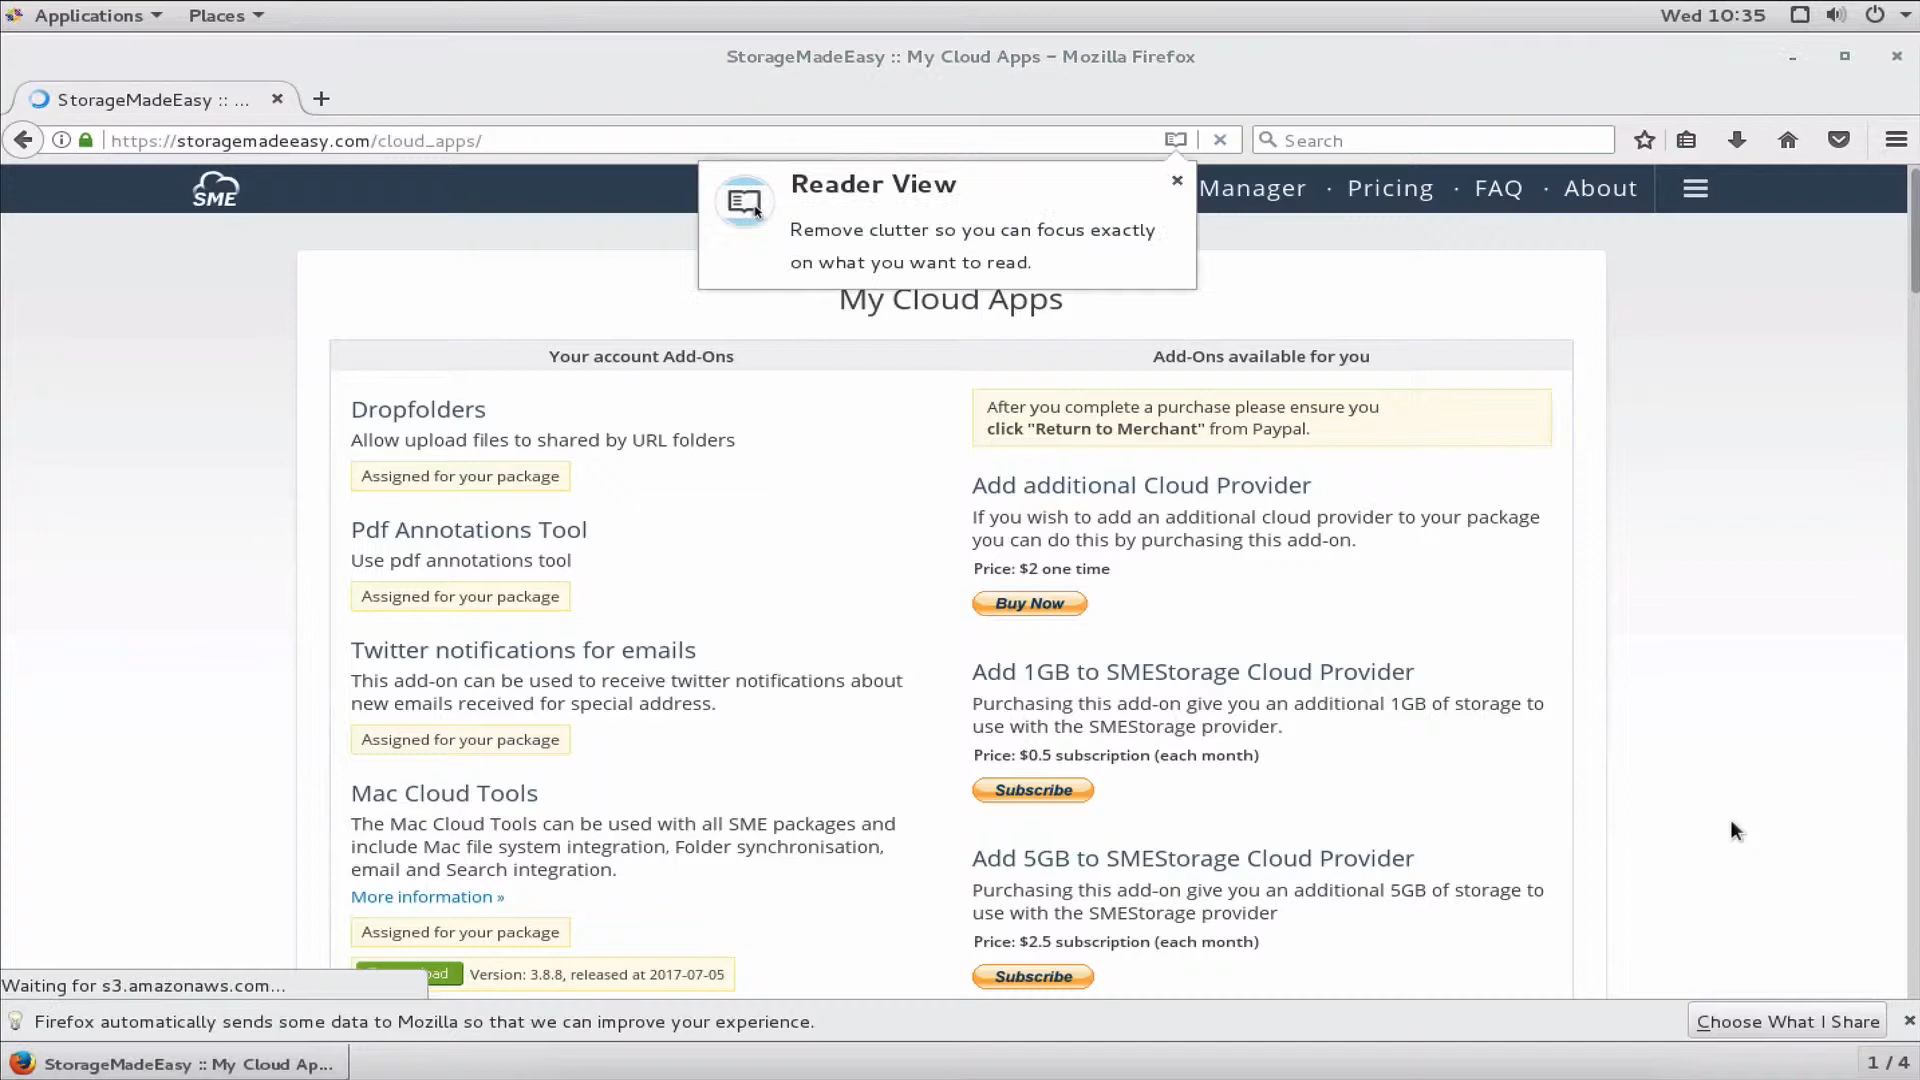 Applications Places Wed 10:35
StorageMadeEasy :: My Cloud Apps – Mozilla Firefox
StorageMadeEasy :: ...
https://storagemadeeasy.com/cloud_apps/ Search
SME Manager · Pricing · FAQ · About
Reader View
Remove clutter so you can focus exactly
on what you want to read.
My Cloud Apps
Your account Add-Ons
Dropfolders
Allow upload files to shared by URL folders
Assigned for your package
Pdf Annotations Tool
Use pdf annotations tool
Assigned for your package
Twitter notifications for emails
This add-on can be used to receive twitter notifications about
new emails received for special address.
Assigned for your package
Mac Cloud Tools
The Mac Cloud Tools can be used with all SME packages and
include Mac file system integration, Folder synchronisation,
email and Search integration.
More information »
Assigned for your package
Version: 3.8.8, released at 2017-07-05
Add-Ons available for you
After you complete a purchase please ensure you
click "Return to Merchant" from Paypal.
Add additional Cloud Provider
If you wish to add an additional cloud provider to your package
you can do this by purchasing this add-on.
Price: $2 one time
Buy Now
Add 1GB to SMEStorage Cloud Provider
Purchasing this add-on give you an additional 1GB of storage to
use with the SMEStorage provider.
Price: $0.5 subscription (each month)
Subscribe
Add 5GB to SMEStorage Cloud Provider
Purchasing this add-on give you an additional 5GB of storage to
use with the SMEStorage provider
Price: $2.5 subscription (each month)
Subscribe
Waiting for s3.amazonaws.com...
Firefox automatically sends some data to Mozilla so that we can improve your experience. Choose What I Share
StorageMadeEasy :: My Cloud Ap... 1 / 4